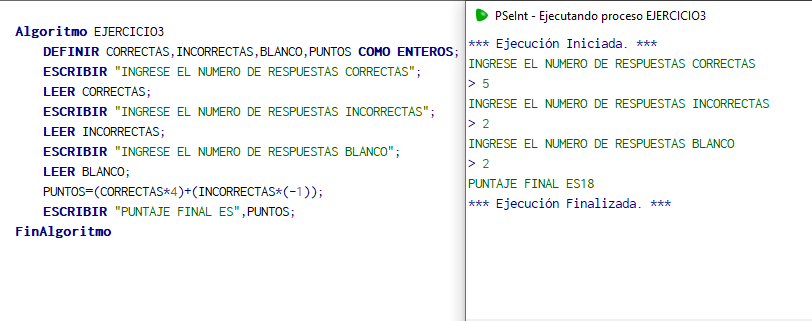 Algoritmo EJERCICIO3
DEFINIR CORRECTAS,INCORRECTAS,BLANCO,PUNTOS COMO ENTEROS;
ESCRIBIR "INGRESE EL NUMERO DE RESPUESTAS CORRECTAS";
LEER CORRECTAS;
ESCRIBIR "INGRESE EL NUMERO DE RESPUESTAS INCORRECTAS";
LEER INCORRECTAS;
ESCRIBIR "INGRESE EL NUMERO DE RESPUESTAS BLANCO";
LEER BLANCO;
PUNTOS=(CORRECTAS*4)+(INCORRECTAS*(-1));
ESCRIBIR "PUNTAJE FINAL ES",PUNTOS;
FinAlgoritmo
PSeInt - Ejecutando proceso EJERCICIO3
*** Ejecución Iniciada. ***
INGRESE EL NUMERO DE RESPUESTAS CORRECTAS
> 5
INGRESE EL NUMERO DE RESPUESTAS INCORRECTAS
> 2
INGRESE EL NUMERO DE RESPUESTAS BLANCO
> 2
PUNTAJE FINAL ES18
*** Ejecución Finalizada. ***